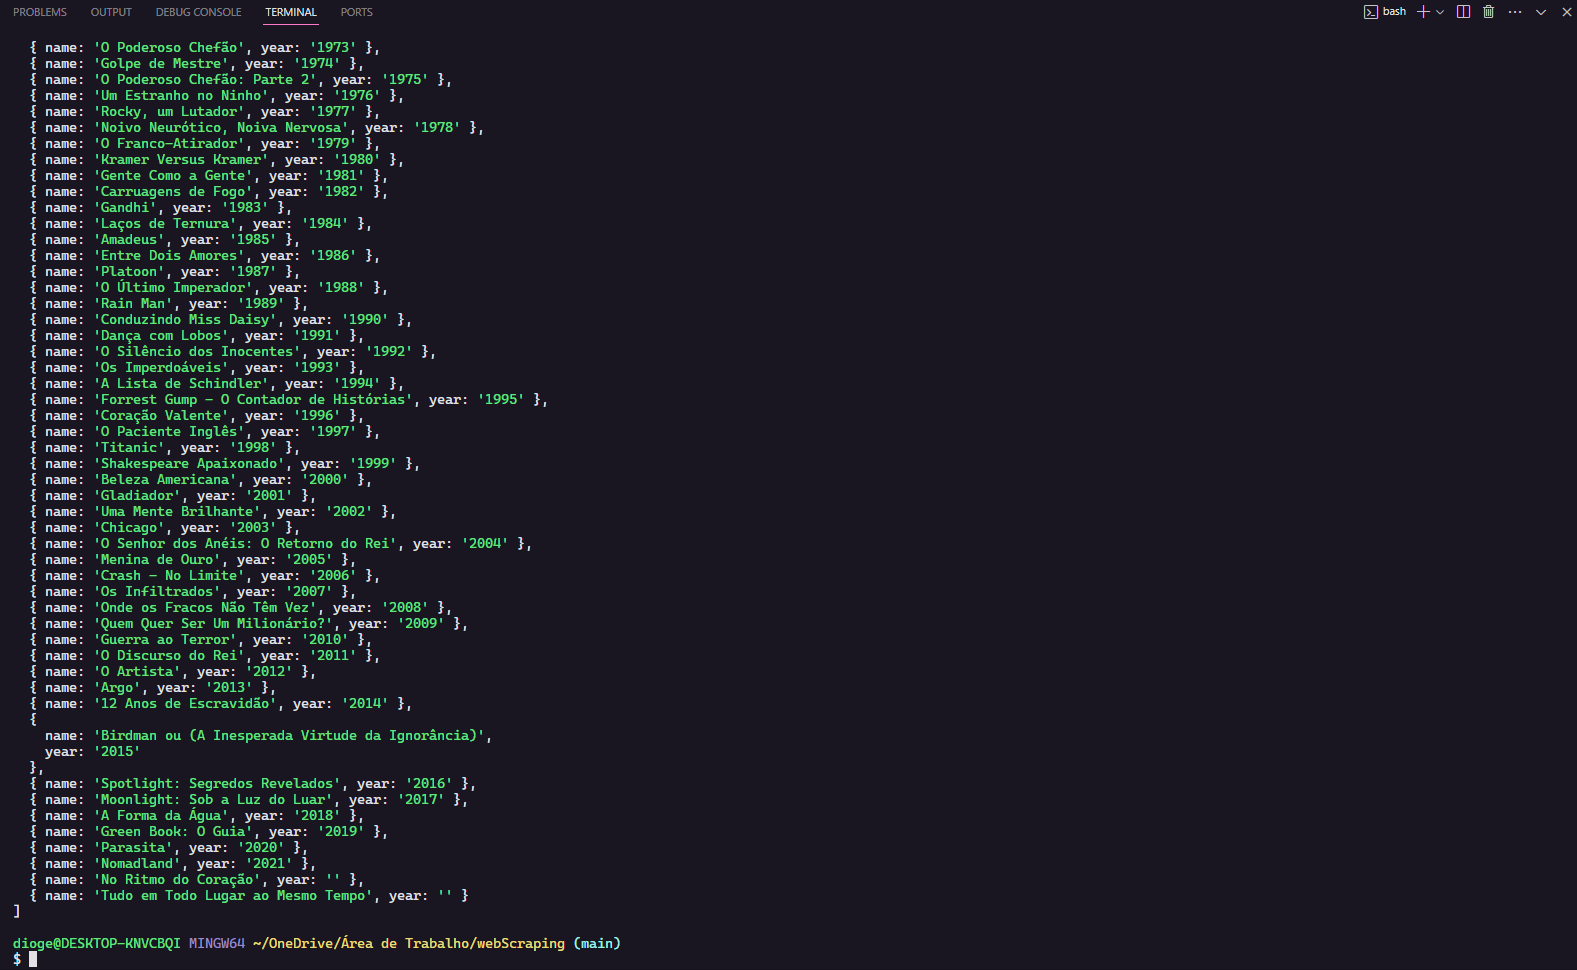 PROBLEMS OUTPUT DEBUG CONSOLE TERMINAL PORTS bash
{ name: 'O Poderoso Chefão', year: '1973' },
{ name: 'Golpe de Mestre', year: '1974' },
{ name: 'O Poderoso Chefão: Parte 2', year: '1975' },
{ name: 'Um Estranho no Ninho', year: '1976' },
{ name: 'Rocky, um Lutador', year: '1977' },
{ name: 'Noivo Neurótico, Noiva Nervosa', year: '1978' },
{ name: 'O Franco-Atirador', year: '1979' },
{ name: 'Kramer Versus Kramer', year: '1980' },
{ name: 'Gente Como a Gente', year: '1981' },
{ name: 'Carruagens de Fogo', year: '1982' },
{ name: 'Gandhi', year: '1983' },
{ name: 'Laços de Ternura', year: '1984' },
{ name: 'Amadeus', year: '1985' },
{ name: 'Entre Dois Amores', year: '1986' },
{ name: 'Platoon', year: '1987' },
{ name: 'O Último Imperador', year: '1988' },
{ name: 'Rain Man', year: '1989' },
{ name: 'Conduzindo Miss Daisy', year: '1990' },
{ name: 'Dança com Lobos', year: '1991' },
{ name: 'O Silêncio dos Inocentes', year: '1992' },
{ name: 'Os Imperdoáveis', year: '1993' },
{ name: 'A Lista de Schindler', year: '1994' },
{ name: 'Forrest Gump – O Contador de Histórias', year: '1995' },
{ name: 'Coração Valente', year: '1996' },
{ name: 'O Paciente Inglês', year: '1997' },
{ name: 'Titanic', year: '1998' },
{ name: 'Shakespeare Apaixonado', year: '1999' },
{ name: 'Beleza Americana', year: '2000' },
{ name: 'Gladiador', year: '2001' },
{ name: 'Uma Mente Brilhante', year: '2002' },
{ name: 'Chicago', year: '2003' },
{ name: 'O Senhor dos Anéis: O Retorno do Rei', year: '2004' },
{ name: 'Menina de Ouro', year: '2005' },
{ name: 'Crash – No Limite', year: '2006' },
{ name: 'Os Infiltrados', year: '2007' },
{ name: 'Onde os Fracos Não Têm Vez', year: '2008' },
{ name: 'Quem Quer Ser Um Milionário?', year: '2009' },
{ name: 'Guerra ao Terror', year: '2010' },
{ name: 'O Discurso do Rei', year: '2011' },
{ name: 'O Artista', year: '2012' },
{ name: 'Argo', year: '2013' },
{ name: '12 Anos de Escravidão', year: '2014' },
{
name: 'Birdman ou (A Inesperada Virtude da Ignorância)',
year: '2015'
},
{ name: 'Spotlight: Segredos Revelados', year: '2016' },
{ name: 'Moonlight: Sob a Luz do Luar', year: '2017' },
{ name: 'A Forma da Água', year: '2018' },
{ name: 'Green Book: O Guia', year: '2019' },
{ name: 'Parasita', year: '2020' },
{ name: 'Nomadland', year: '2021' },
{ name: 'No Ritmo do Coração', year: '' },
{ name: 'Tudo em Todo Lugar ao Mesmo Tempo', year: '' }
]
dioge@DESKTOP-KNVCBQI MINGW64 ~/OneDrive/Área de Trabalho/webScraping (main)
$